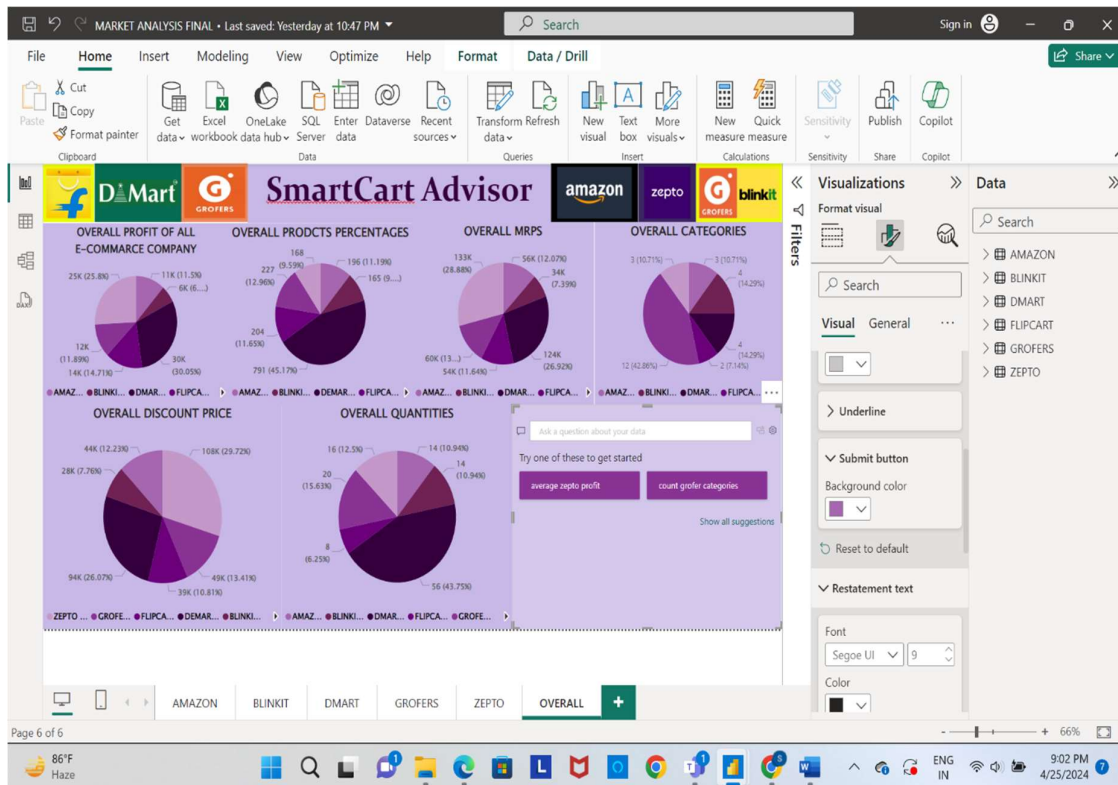 MARKET ANALYSIS FINAL • Last saved: Yesterday at 10:47 PM
Search
Sign in
File Home Insert Modeling View Optimize Help Format Data / Drill
Share
Paste
Cut
Copy
Format painter
Get data
Excel workbook
OneLake data hub
SQL Server
Enter data
Dataverse
Recent sources
Transform data
Refresh
New visual
Text box
More visuals
New measure
Quick measure
Sensitivity
Publish
Copilot
Clipboard Data Queries Insert Calculations Sensitivity Share Copilot
DMart
G
GROFERS
SmartCart Advisor
amazon
zepto
G
GROFERS
blinkit
OVERALL PROFIT OF ALL
E-COMMARCE COMPANY
25K (25.8%)
11K (11.5%)
6K (6....)
12K
(11.89%)
14K (14.71%)
30K
(30.05%)
AMAZ... BLINKI... DMAR... FLIPCA...
OVERALL PRODCTS PERCENTAGES
168
(9.59%)
196 (11.19%)
227
(12.96%)
165 (9....)
204
(11.65%)
791 (45.17%)
AMAZ... BLINKI... DEMAR... FLIPCA...
OVERALL MRPS
133K
(28.88%)
56K (12.07%)
34K
(7.39%)
60K (13...)
54K (11.64%)
124K
(26.92%)
AMAZ... BLINKI... DMAR... FLIPCA...
OVERALL CATEGORIES
3 (10.71%)
3 (10.71%)
4
(14.29%)
4
(14.29%)
12 (42.86%)
2 (7.14%)
AMAZ... BLINKI... DMAR... FLIPCA...
OVERALL DISCOUNT PRICE
44K (12.23%)
108K (29.72%)
28K (7.76%)
94K (26.07%)
49K (13.41%)
39K (10.81%)
ZEPTO ... GROFE... FLIPCA... DEMAR... BLINKI...
OVERALL QUANTITIES
16 (12.5%)
14 (10.94%)
20
(15.63%)
14
(10.94%)
8
(6.25%)
56 (43.75%)
AMAZ... BLINKI... DMAR... FLIPCA... GROFE...
Ask a question about your data
Try one of these to get started
average zepto profit
count grofer categories
Show all suggestions
Filters
Visualizations
Format visual
Search
Visual General
Underline
Submit button
Background color
Reset to default
Restatement text
Font
Segoe UI 9
Color
Data
Search
AMAZON
BLINKIT
DMART
FLIPCART
GROFERS
ZEPTO
AMAZON BLINKIT DMART GROFERS ZEPTO OVERALL +
Page 6 of 6
- + 66%
86°F
Haze
ENG
IN
9:02 PM
4/25/2024